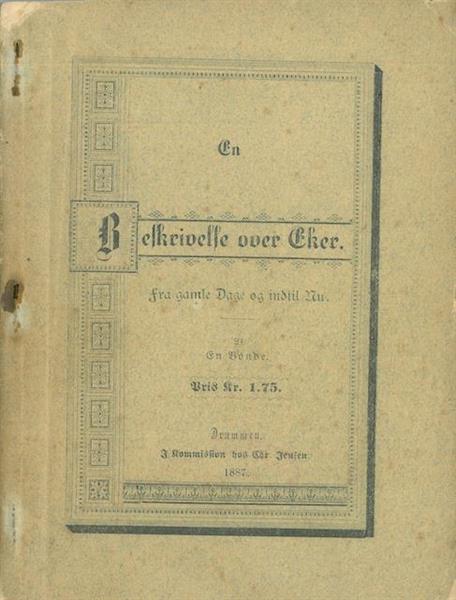 En
Beskrivelse over Eker.
Fra gamle Dage og indtil Nu.
Af
En Bonde.
Pris Kr. 1.75.
Drammen.
I Kommission hos Chr. Jensen.
1887.